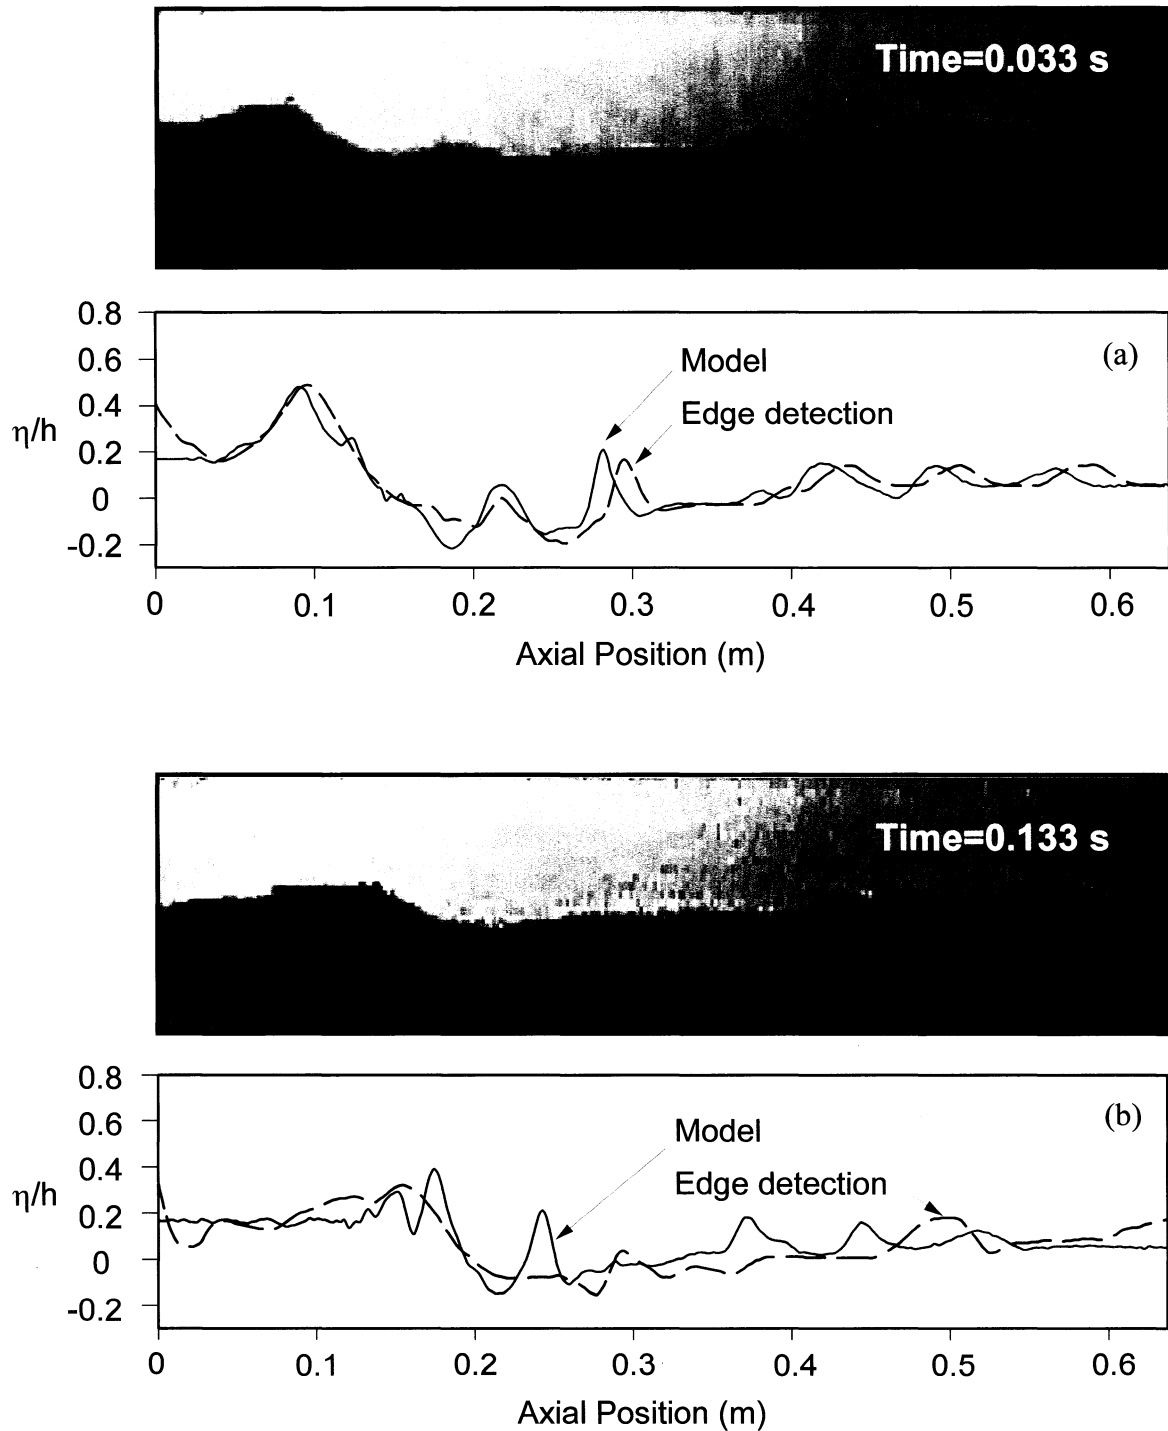 Time=0.033 s
0.8
0.6
0.4
0.2
0
-0.2
η/h
(a)
Model
Edge detection
0 0.1 0.2 0.3 0.4 0.5 0.6
Axial Position (m)
Time=0.133 s
0.8
0.6
0.4
0.2
0
-0.2
η/h
(b)
Model
Edge detection
0 0.1 0.2 0.3 0.4 0.5 0.6
Axial Position (m)